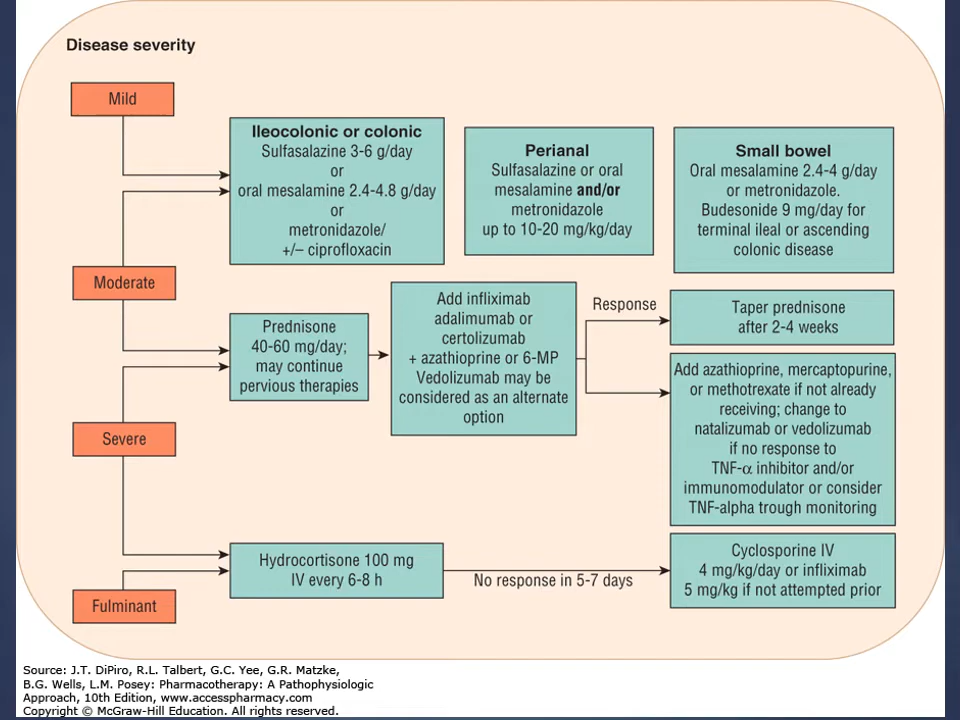 Disease severity
Mild
Ileocolonic or colonic
Sulfasalazine 3-6 g/day
or
oral mesalamine 2.4-4.8 g/day
or
metronidazole/
+/– ciprofloxacin
Perianal
Sulfasalazine or oral
mesalamine and/or
metronidazole
up to 10-20 mg/kg/day
Small bowel
Oral mesalamine 2.4-4 g/day
or metronidazole.
Budesonide 9 mg/day for
terminal ileal or ascending
colonic disease
Moderate
Prednisone
40-60 mg/day;
may continue
pervious therapies
Add infliximab
adalimumab or
certolizumab
+ azathioprine or 6-MP
Vedolizumab may be
considered as an alternate
option
Response
Taper prednisone
after 2-4 weeks
Add azathioprine, mercaptopurine,
or methotrexate if not already
receiving; change to
natalizumab or vedolizumab
if no response to
TNF-α inhibitor and/or
immunomodulator or consider
TNF-alpha trough monitoring
Severe
Hydrocortisone 100 mg
IV every 6-8 h
No response in 5-7 days
Cyclosporine IV
4 mg/kg/day or infliximab
5 mg/kg if not attempted prior
Fulminant
Source: J.T. DiPiro, R.L. Talbert, G.C. Yee, G.R. Matzke,
B.G. Wells, L.M. Posey: Pharmacotherapy: A Pathophysiologic
Approach, 10th Edition, www.accesspharmacy.com
Copyright © McGraw-Hill Education. All rights reserved.